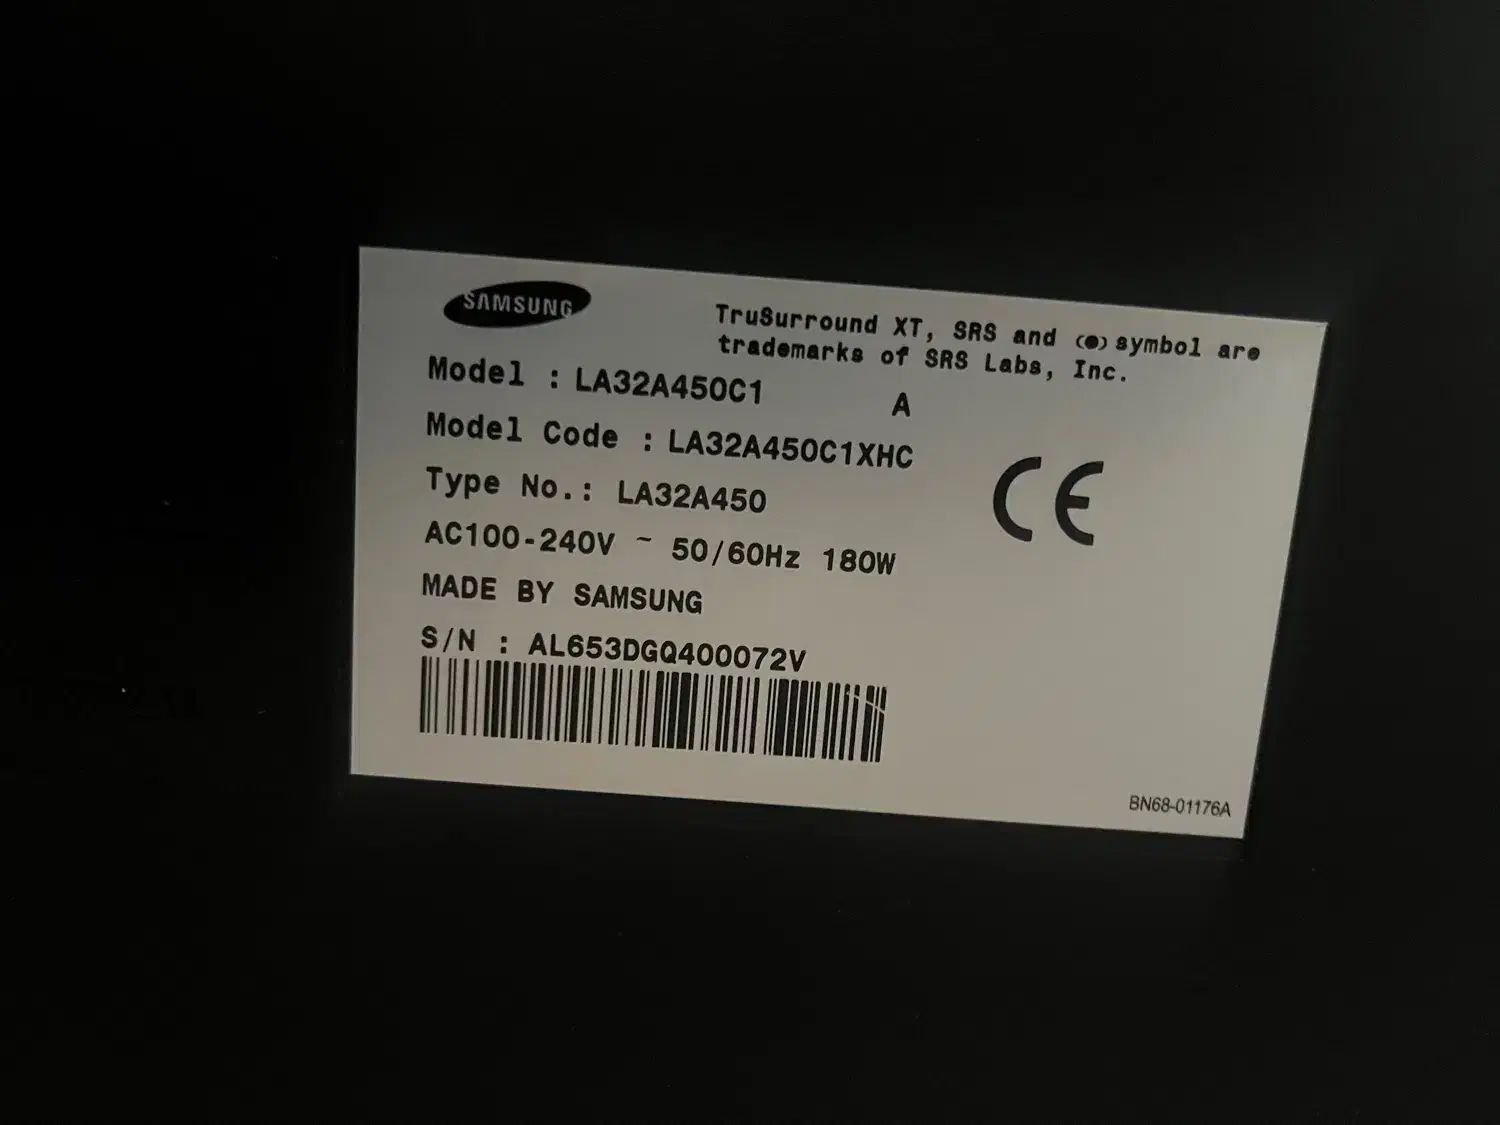 SAMSUNG
TruSurround XT, SRS and (●) symbol are
trademarks of SRS Labs, Inc.
Model : LA32A450C1 A
Model Code : LA32A450C1XHC
Type No.: LA32A450
AC100-240V ~ 50/60Hz 180W
MADE BY SAMSUNG
S/N : AL653DGQ400072V
CE
BN68-01176A